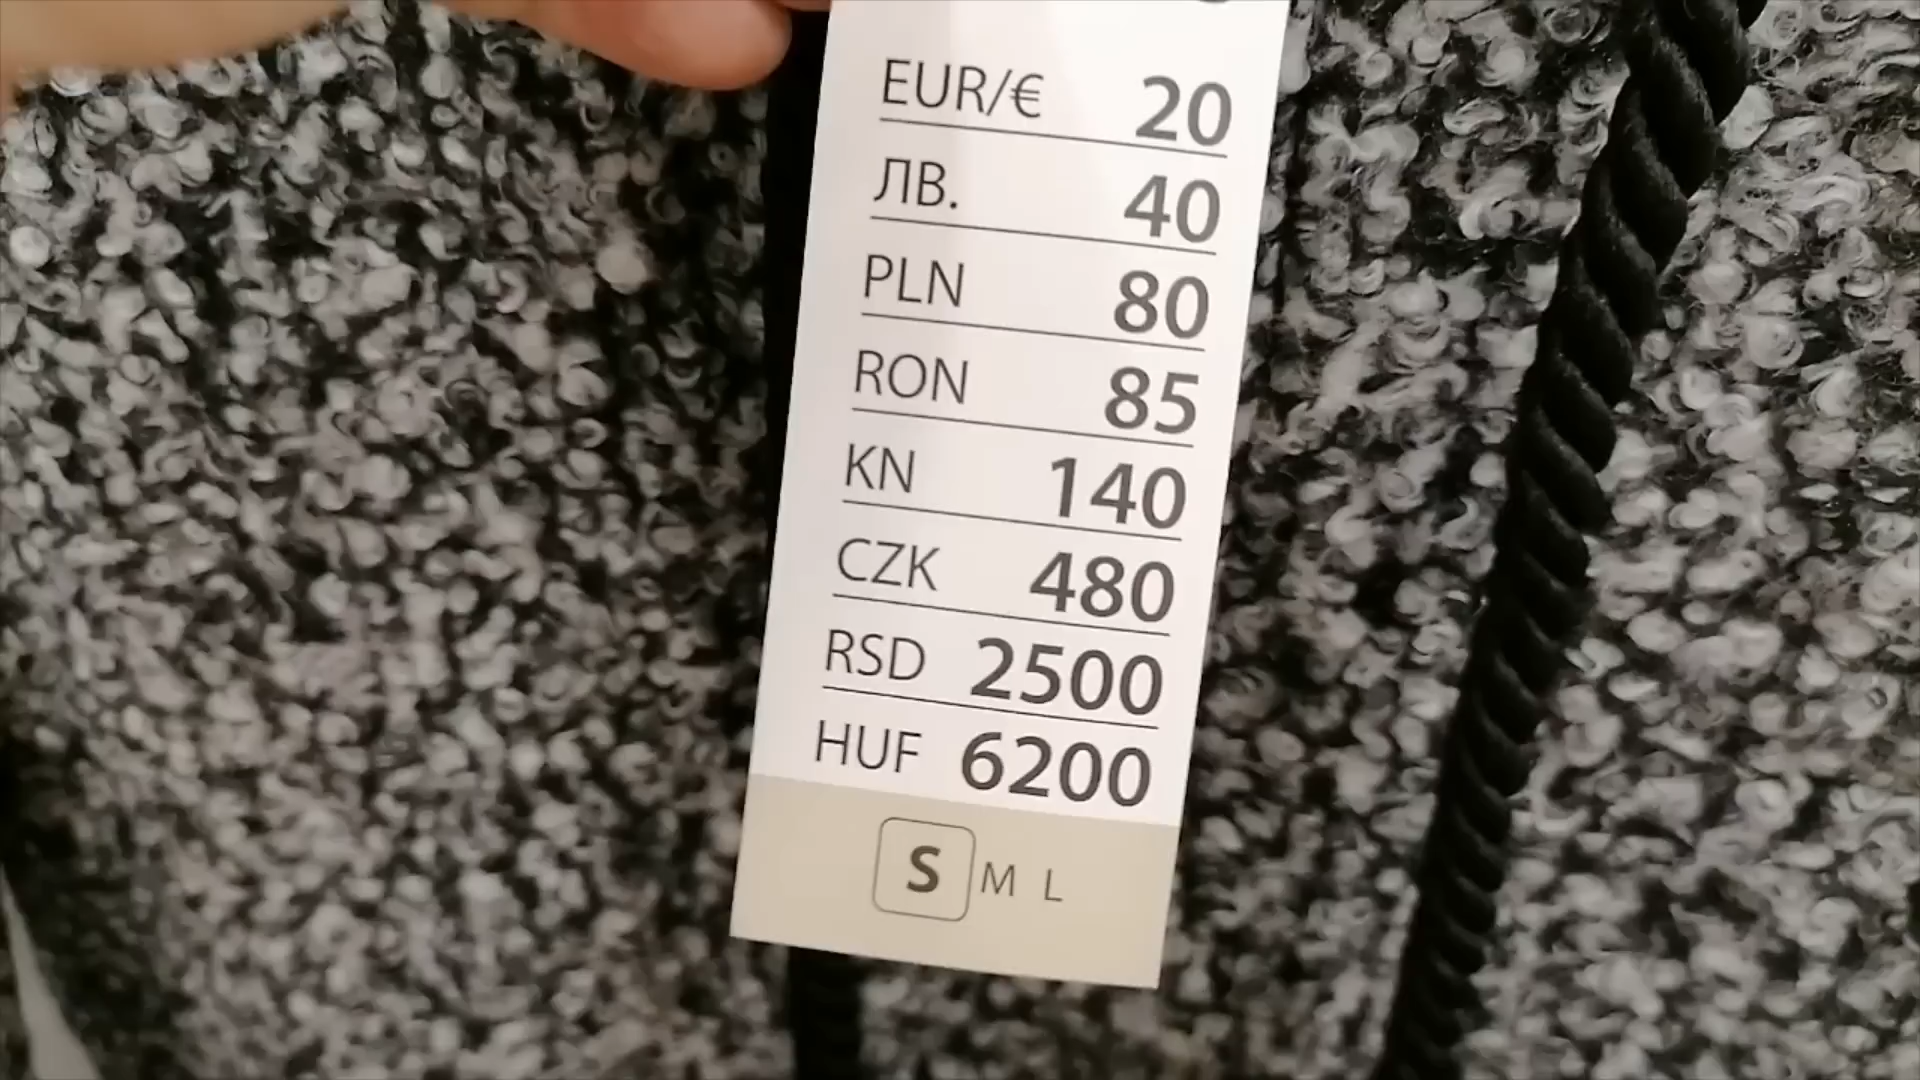 EUR/€ 20
ЛВ. 40
PLN 80
RON 85
KN 140
CZK 480
RSD 2500
HUF 6200
S M L